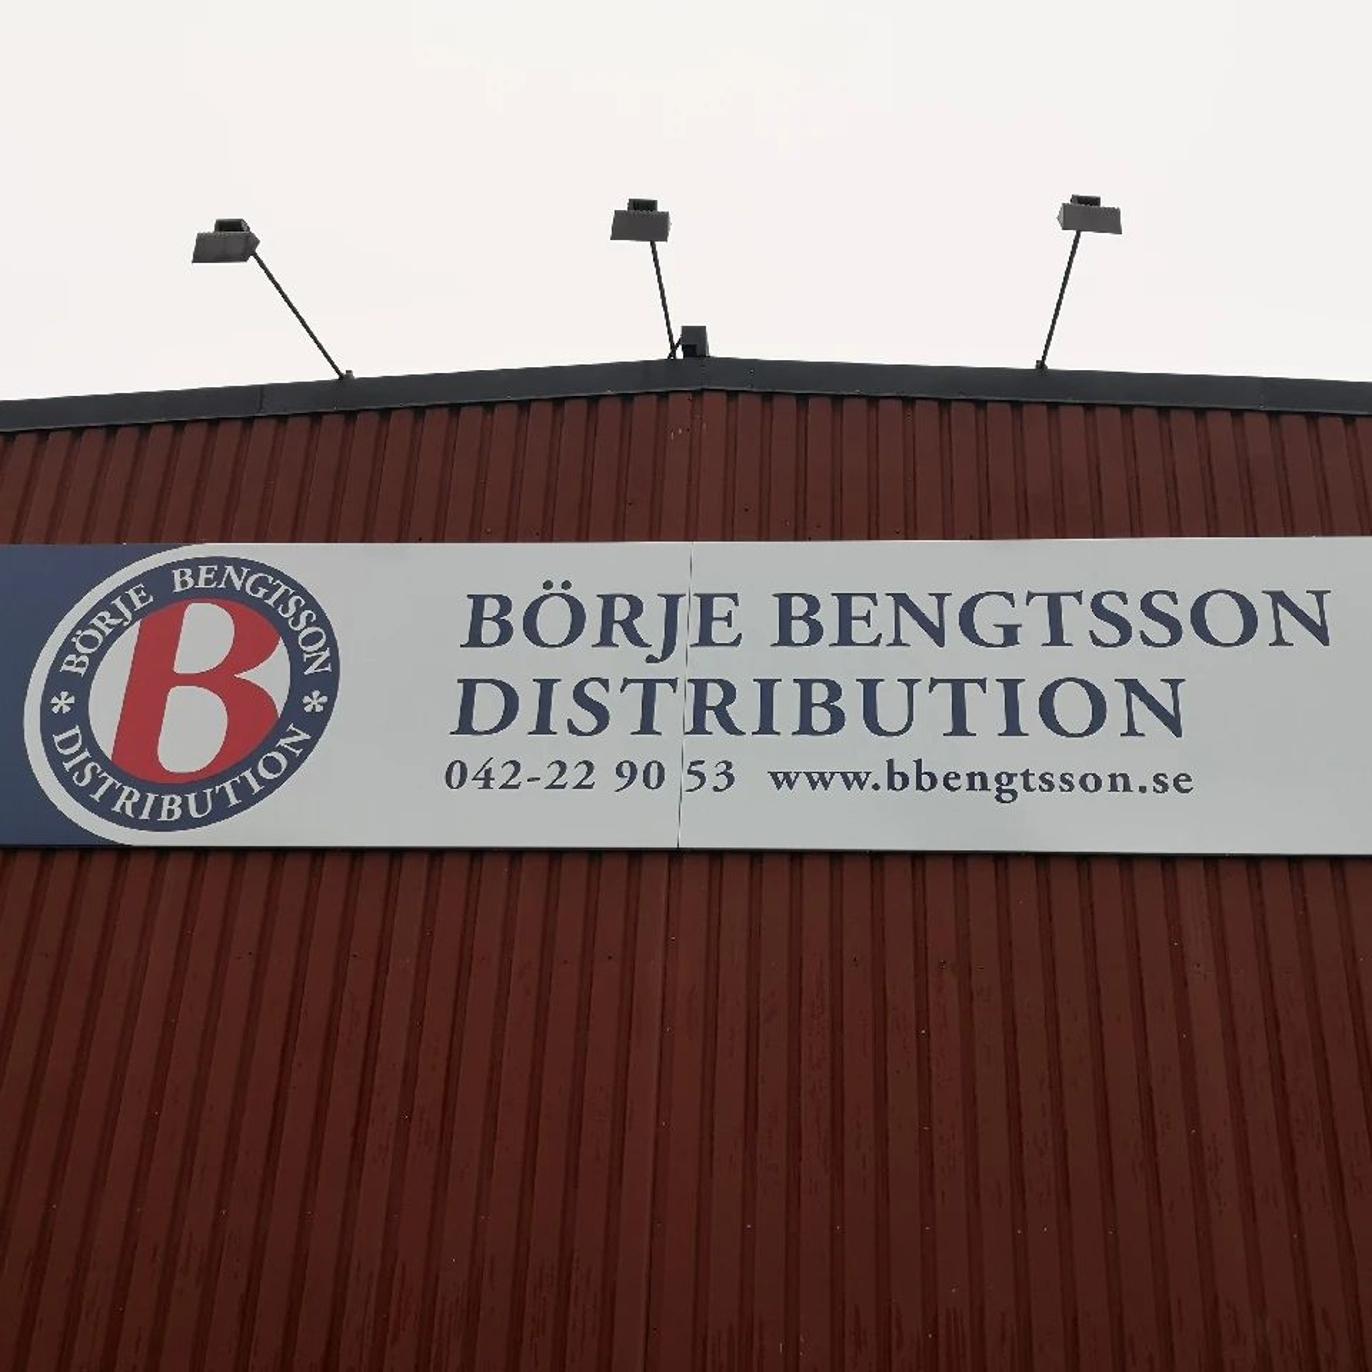 BÖRJE BENGTSSON
B
* DISTRIBUTION *
BÖRJE BENGTSSON
DISTRIBUTION
042-22 90 53 www.bbengtsson.se